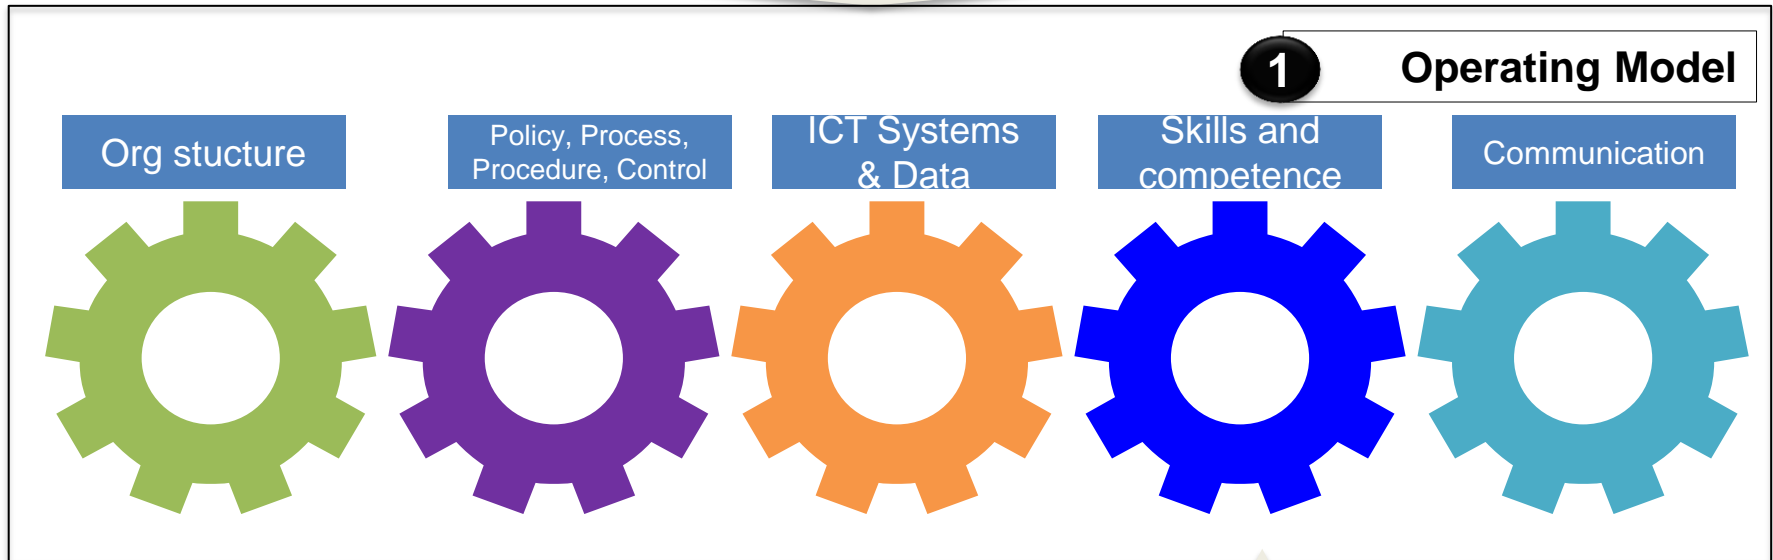 1
Operating Model
Org stucture
Policy, Process,
Procedure, Control
ICT Systems
& Data
Skills and
competence
Communication